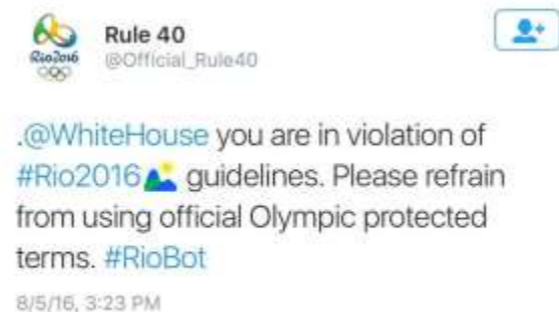 Rio2016
Rule 40
@Official_Rule40
.@WhiteHouse you are in violation of
#Rio2016 guidelines. Please refrain
from using official Olympic protected
terms. #RioBot
8/5/16, 3:23 PM